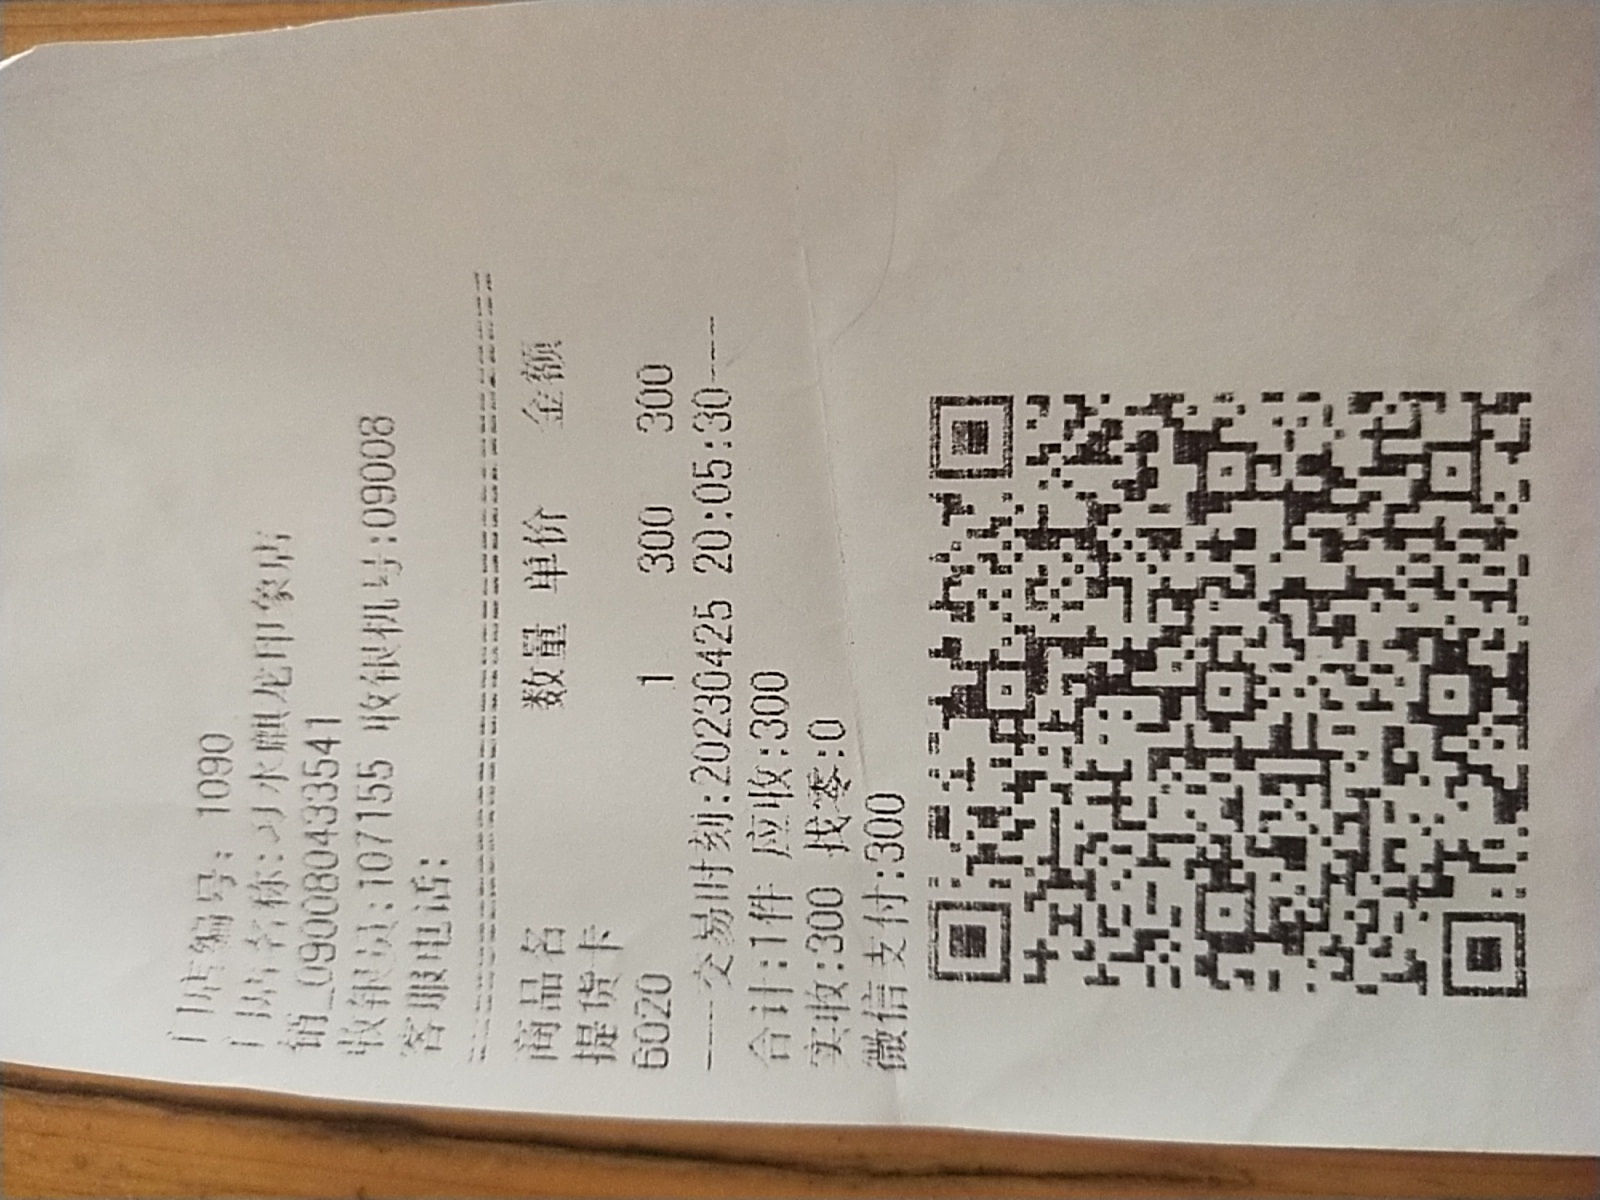 门店编号: 1090
门店名称:习水麒龙印象店
销_0900804335541
收银员:107155 收银机号:09008
客服电话:
商品名 数量 单价 金额
提货卡
6020 1 300 300
----交易时刻:20230425 20:05:30----
合计:1件 应收:300
实收:300 找零:0
微信支付:300